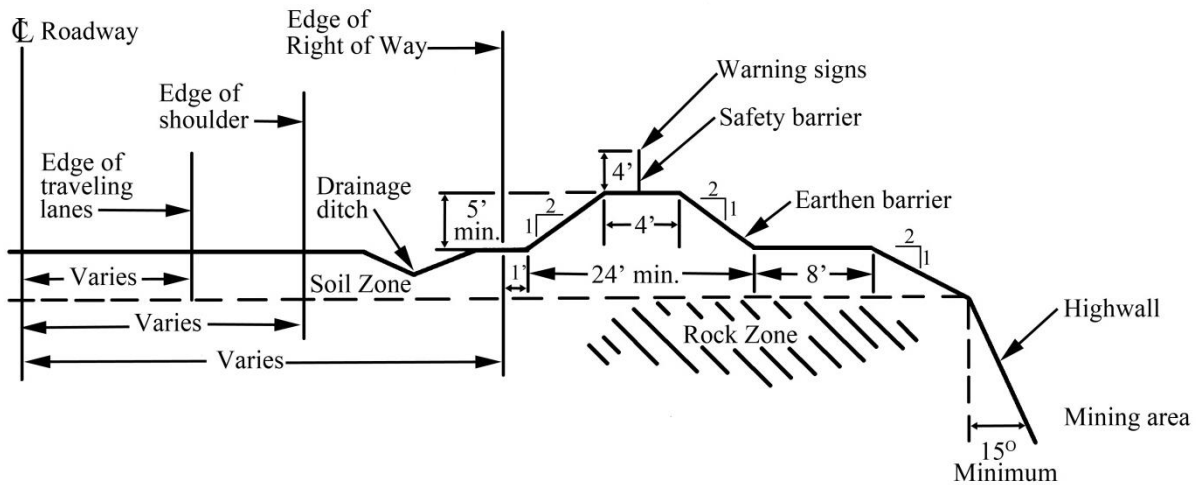 ℄ Roadway
Edge of
Right of Way
Warning signs
Safety barrier
Edge of
shoulder
Edge of
traveling
lanes
Drainage
ditch
4’
5’
min.
2
1
4’
2
1
Earthen barrier
2
1
Varies
Soil Zone
1’
24’ min.
8’
Varies
Rock Zone
Highwall
Varies
Mining area
15O
Minimum